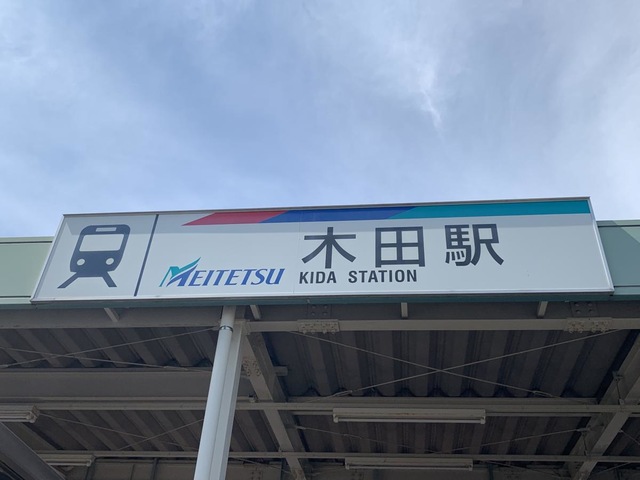 MEITETSU
木田駅
KIDA STATION